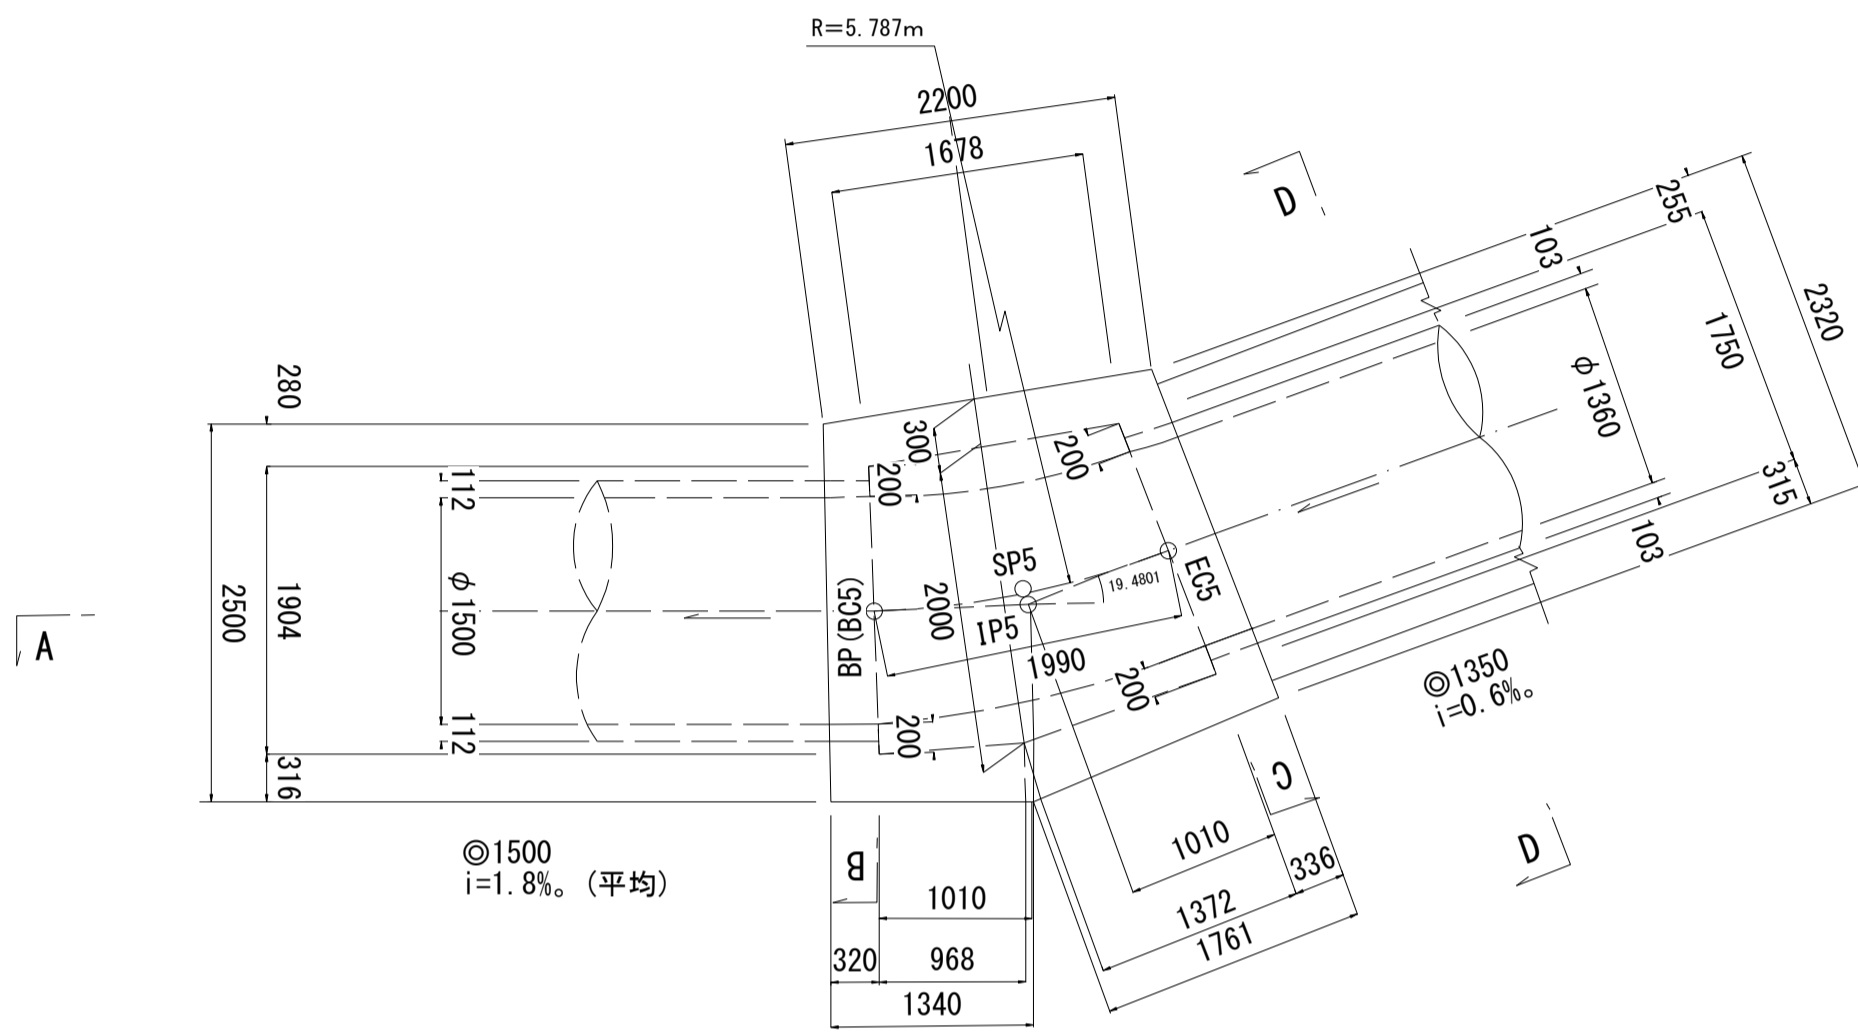 R=5.787m
2200
1678
D
255
103
2320
1750
φ1360
315
103
280
300
200
200
112
2500
1904
φ1500
BP(BC5)
2000
SP5
IP5
19.4801
EC5
1990
A
200
200
112
316
◎1350
i=0.6‰
◎1500
i=1.8‰(平均)
B
C
D
1010
336
1372
1761
1010
320
968
1340